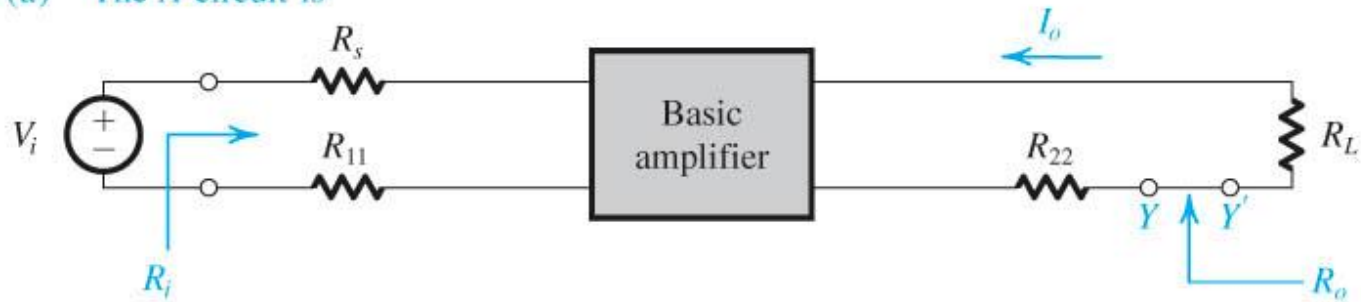 (a) The A circuit is
I_o
R_s
V_i
+
−
Basic
amplifier
R_L
R_11
R_22
Y Y′
R_i
R_o